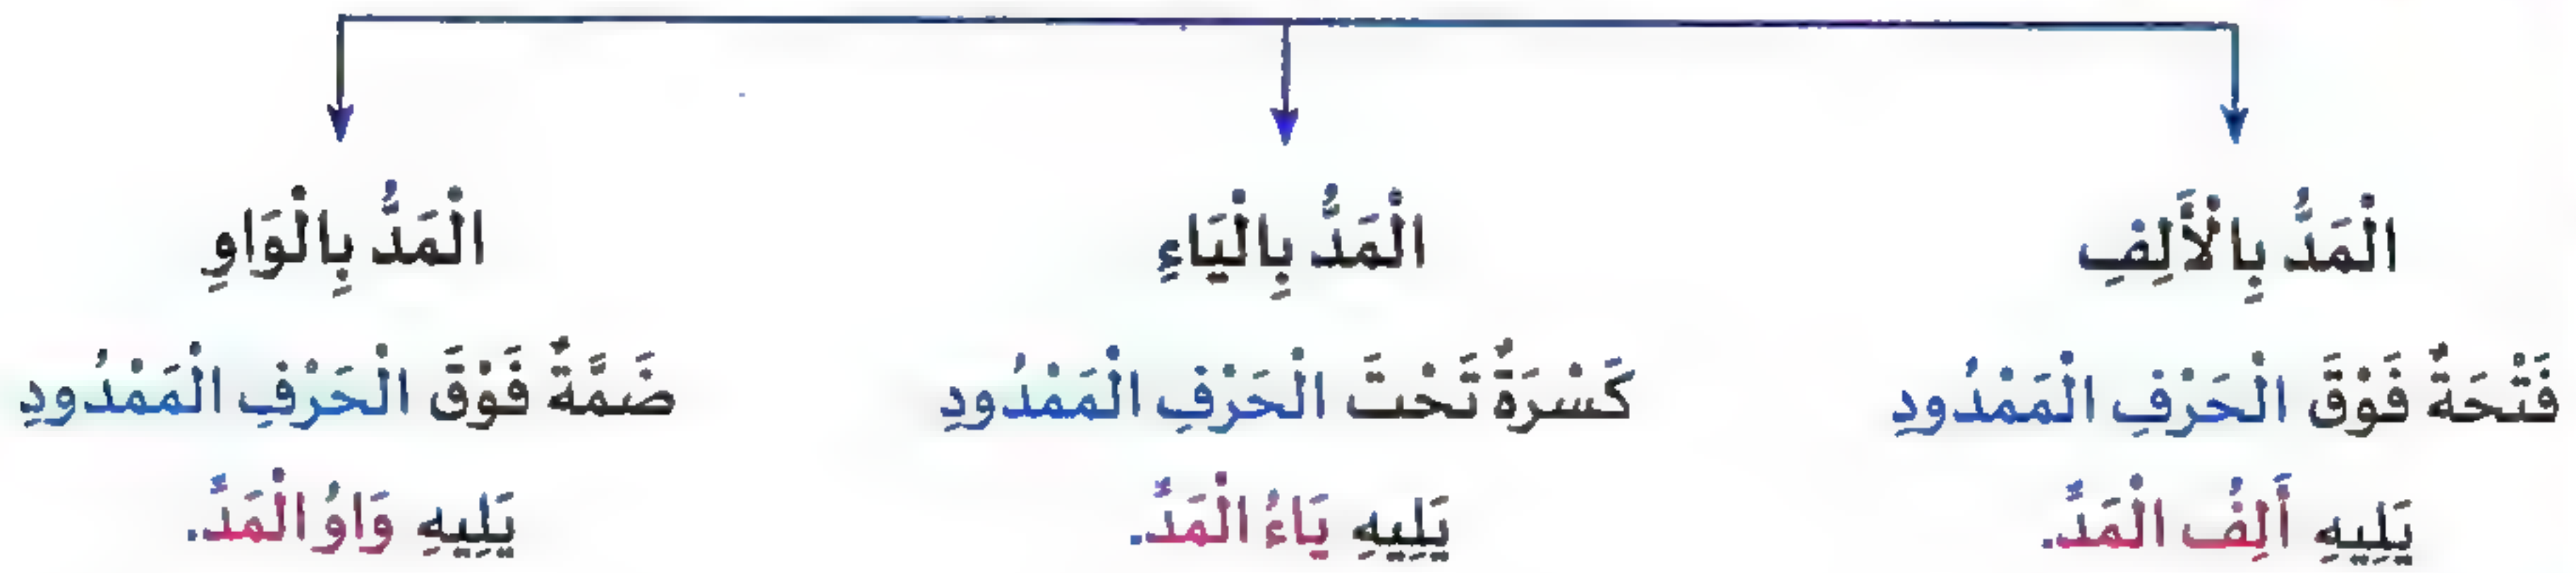 الْمَدُّ بِالْأَلِفِ
فَتْحَةٌ فَوْقَ الْحَرْفِ الْمَمْدُودِ
يَلِيهِ أَلِفُ الْمَدِّ.
الْمَدُّ بِالْيَاءِ
كَسْرَةٌ تَحْتَ الْحَرْفِ الْمَمْدُودِ
يَلِيهِ يَاءُ الْمَدِّ.
الْمَدُّ بِالْوَاوِ
ضَمَّةٌ فَوْقَ الْحَرْفِ الْمَمْدُودِ
يَلِيهِ وَاوُ الْمَدِّ.